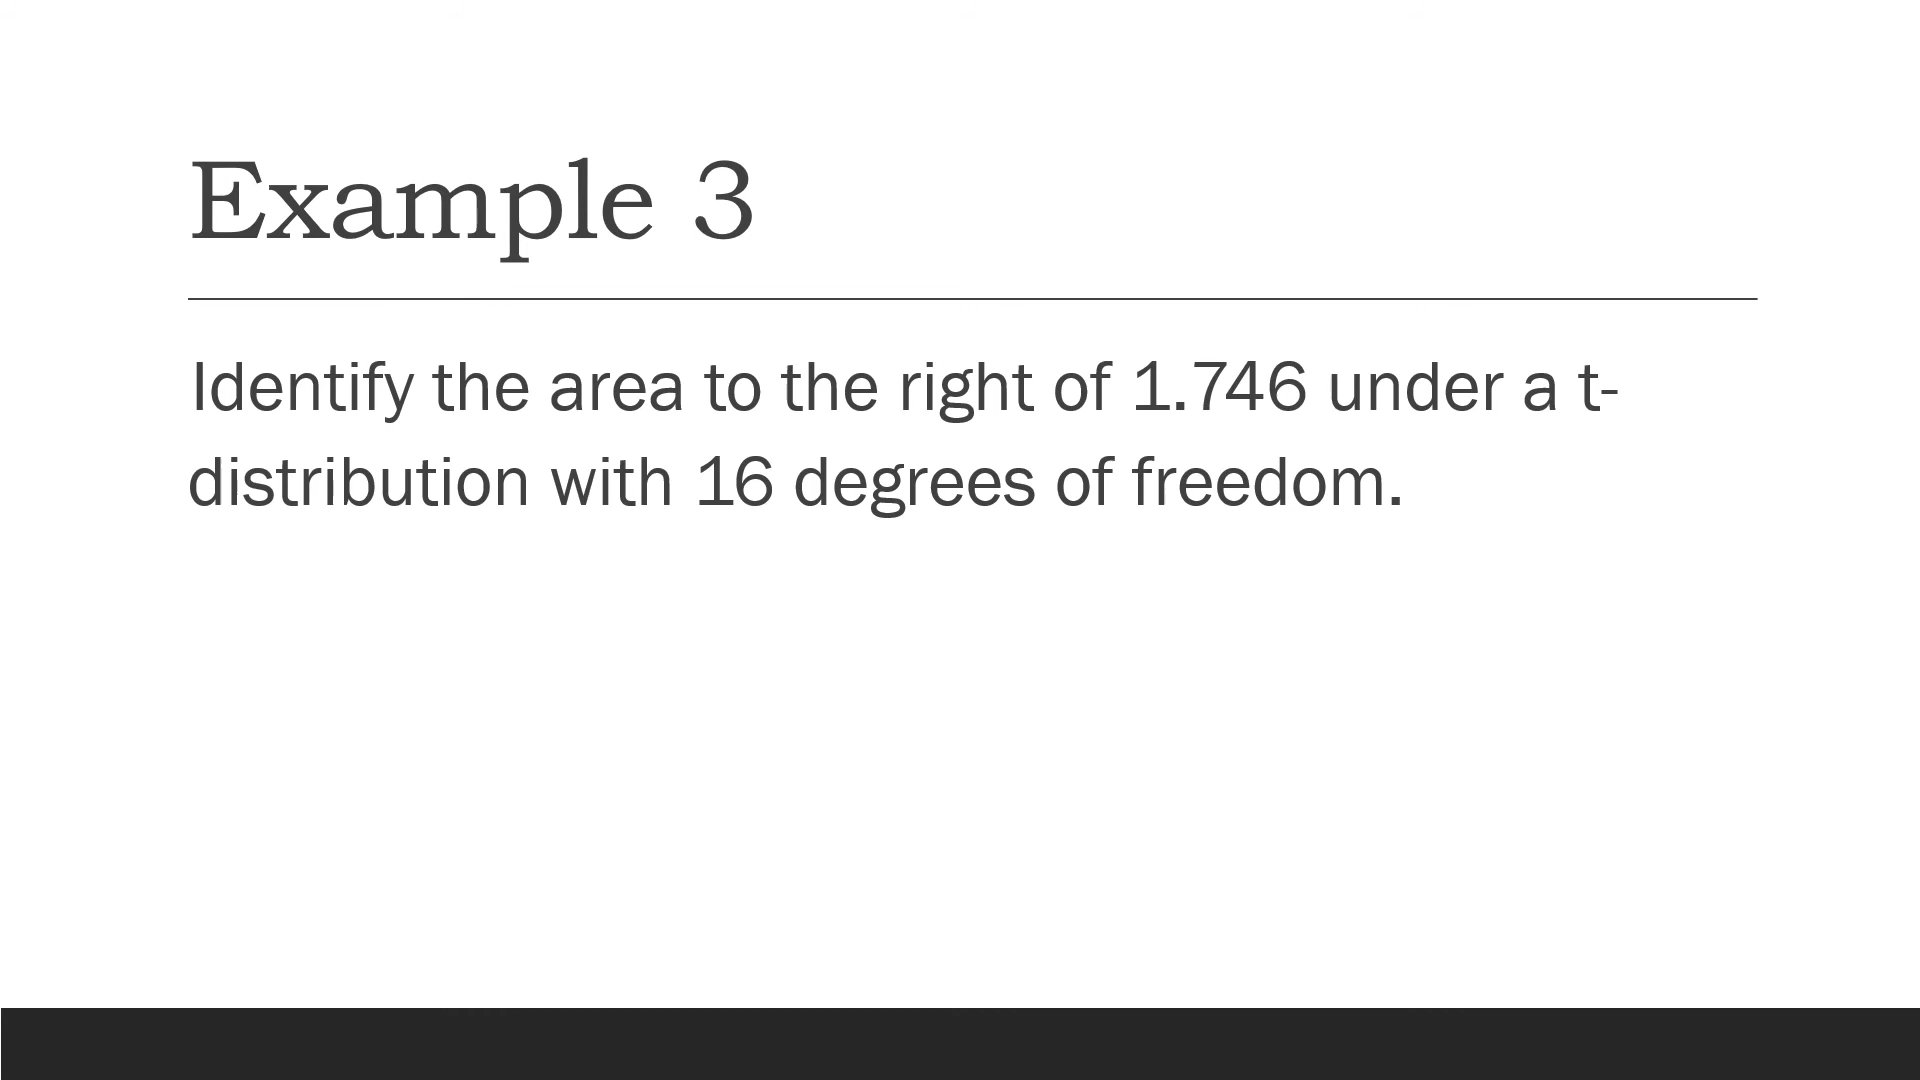 Example 3
Identify the area to the right of 1.746 under a t-
distribution with 16 degrees of freedom.